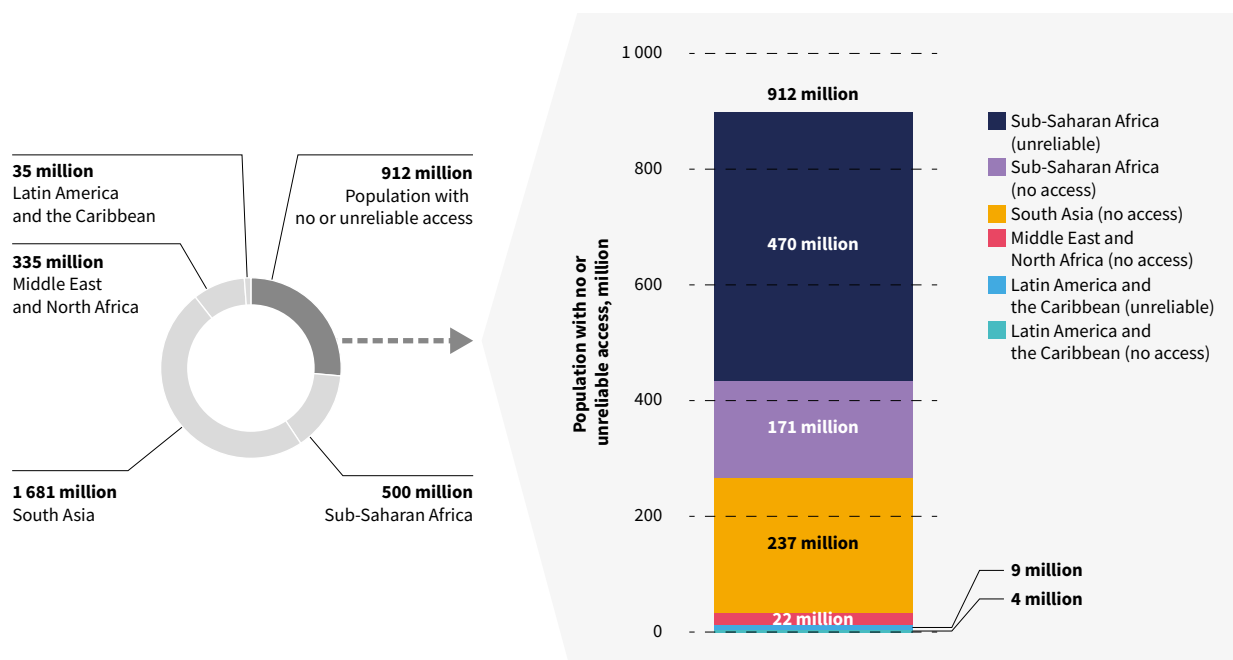 35 million
Latin America
and the Caribbean
335 million
Middle East
and North Africa
912 million
Population with
no or unreliable access
1 681 million
South Asia
500 million
Sub-Saharan Africa
Population with no or
unreliable access, million
1 000
800
600
400
200
0
912 million
470 million
171 million
237 million
22 million
9 million
4 million
Sub-Saharan Africa
(unreliable)
Sub-Saharan Africa
(no access)
South Asia (no access)
Middle East and
North Africa (no access)
Latin America and
the Caribbean (unreliable)
Latin America and
the Caribbean (no access)